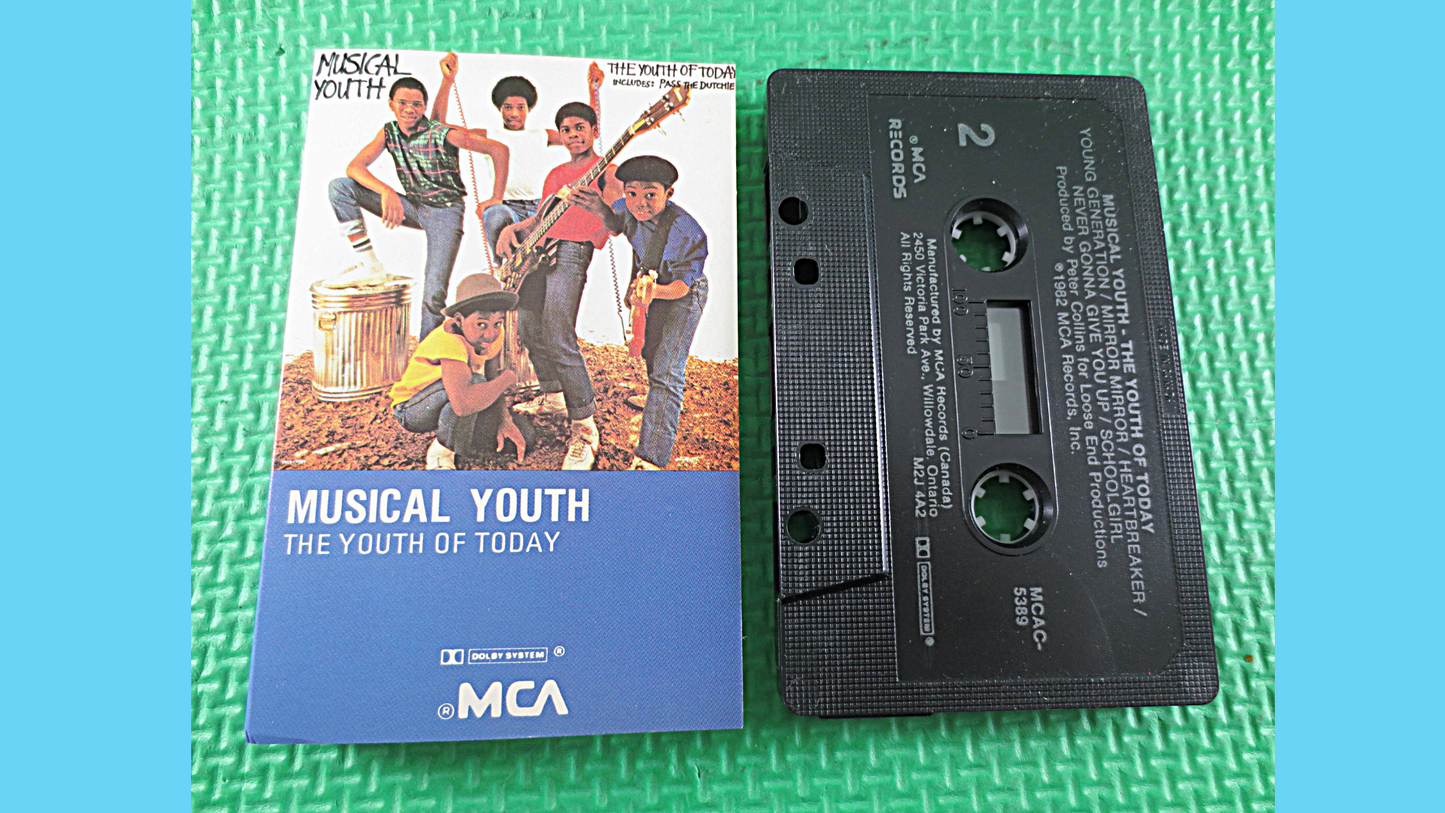 MUSICAL
YOUTH
THE YOUTH OF TODAY
INCLUDES: PASS THE DUTCHIE
MUSICAL YOUTH
THE YOUTH OF TODAY
DOLBY SYSTEM ®
®MCA
2
®MCA
RECORDS
MUSICAL YOUTH - THE YOUTH OF TODAY
YOUNG GENERATION / MIRROR MIRROR / HEARTBREAKER /
NEVER GONNA GIVE YOU UP / SCHOOLGIRL
Produced by Peter Collins for Loose End Productions
℗1982 MCA Records, Inc.
100 50 0
Manufactured by MCA Records (Canada)
2450 Victoria Park Ave., Willowdale, Ontario
All Rights Reserved M2J 4A2
DOLBY SYSTEM ®
MCAC-
5389